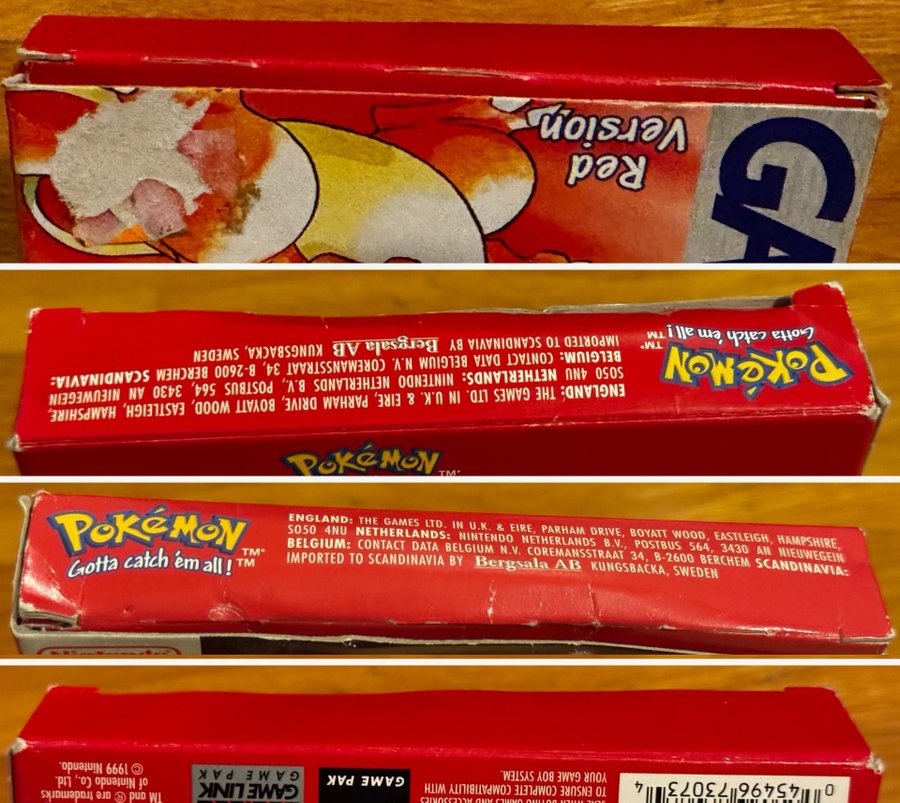 Red
Version
GA
POKéMON
Gotta catch 'em all! TM
TM
ENGLAND: THE GAMES LTD. IN U.K. & EIRE, PARHAM DRIVE, BOYATT WOOD, EASTLEIGH, HAMPSHIRE,
SO50 4NU NETHERLANDS: NINTENDO NETHERLANDS B.V., POSTBUS 564, 3430 AN NIEUWEGEIN
BELGIUM: CONTACT DATA BELGIUM N.V. COREMANSSTRAAT 34, B-2600 BERCHEM SCANDINAVIA:
IMPORTED TO SCANDINAVIA BY Bergsala AB KUNGSBACKA, SWEDEN
POKéMON
TM
POKéMON
TM
Gotta catch 'em all! TM
ENGLAND: THE GAMES LTD. IN U.K. & EIRE, PARHAM DRIVE, BOYATT WOOD, EASTLEIGH, HAMPSHIRE,
SO50 4NU NETHERLANDS: NINTENDO NETHERLANDS B.V., POSTBUS 564, 3430 AN NIEUWEGEIN
BELGIUM: CONTACT DATA BELGIUM N.V. COREMANSSTRAAT 34, B-2600 BERCHEM SCANDINAVIA:
IMPORTED TO SCANDINAVIA BY Bergsala AB KUNGSBACKA, SWEDEN
Nintendo
0 45496 73073 4
TO ENSURE COMPLETE COMPATIBILITY WITH
YOUR GAME BOY SYSTEM.
GAME PAK
GAME LINK
GAME PAK
TM and ® are trademarks
of Nintendo Co., Ltd.
© 1999 Nintendo.